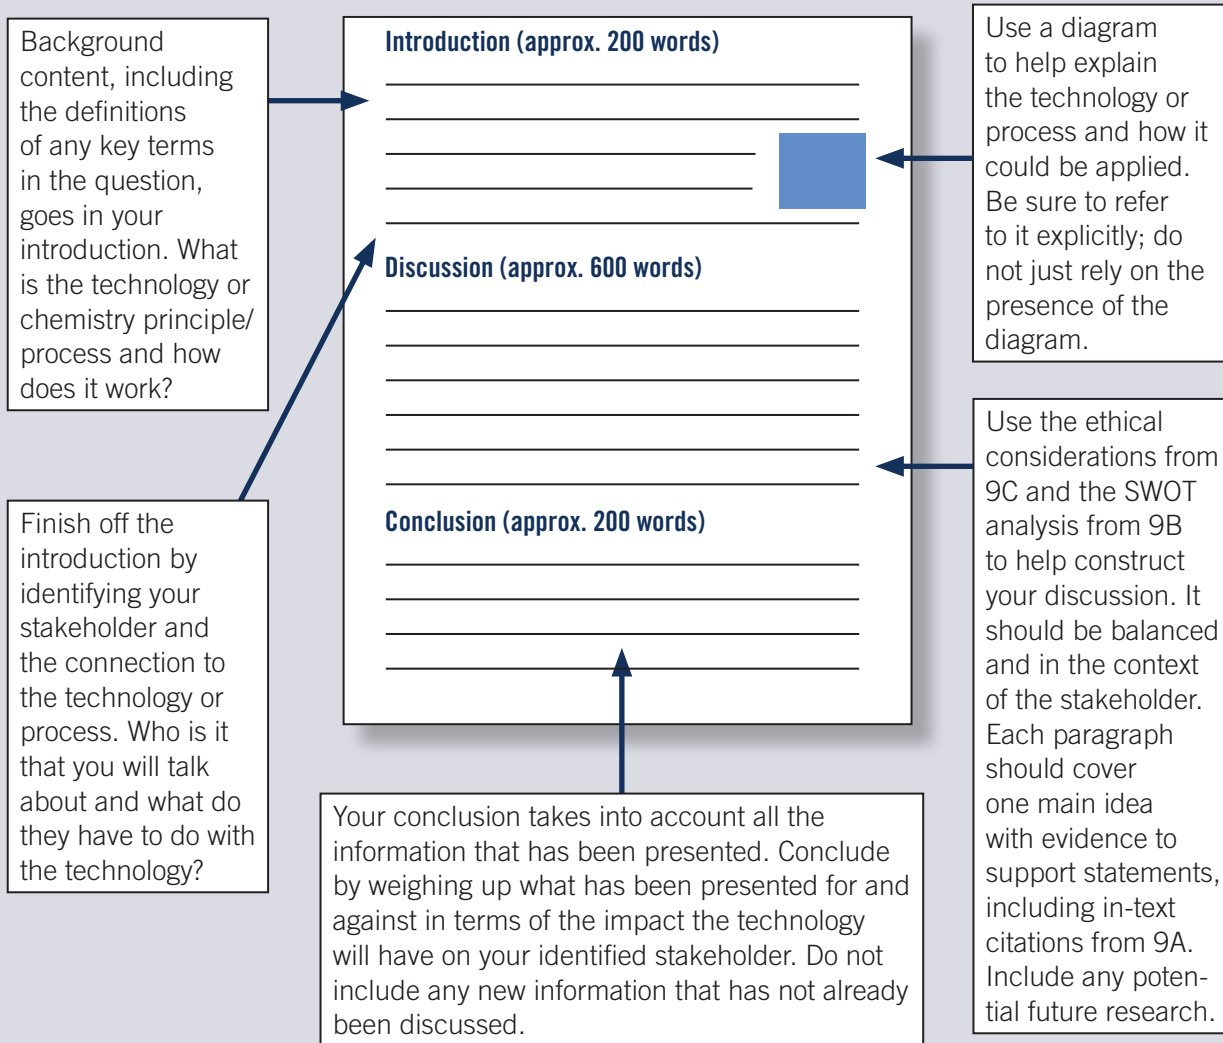 Background
content, including
the definitions
of any key terms
in the question,
goes in your
introduction. What
is the technology or
chemistry principle/
process and how
does it work?
Finish off the
introduction by
identifying your
stakeholder and
the connection to
the technology or
process. Who is it
that you will talk
about and what do
they have to do with
the technology?
Introduction (approx. 200 words)
Discussion (approx. 600 words)
Conclusion (approx. 200 words)
Your conclusion takes into account all the
information that has been presented. Conclude
by weighing up what has been presented for and
against in terms of the impact the technology
will have on your identified stakeholder. Do not
include any new information that has not already
been discussed.
Use a diagram
to help explain
the technology or
process and how it
could be applied.
Be sure to refer
to it explicitly; do
not just rely on the
presence of the
diagram.
Use the ethical
considerations from
9C and the SWOT
analysis from 9B
to help construct
your discussion. It
should be balanced
and in the context
of the stakeholder.
Each paragraph
should cover
one main idea
with evidence to
support statements,
including in-text
citations from 9A.
Include any poten-
tial future research.